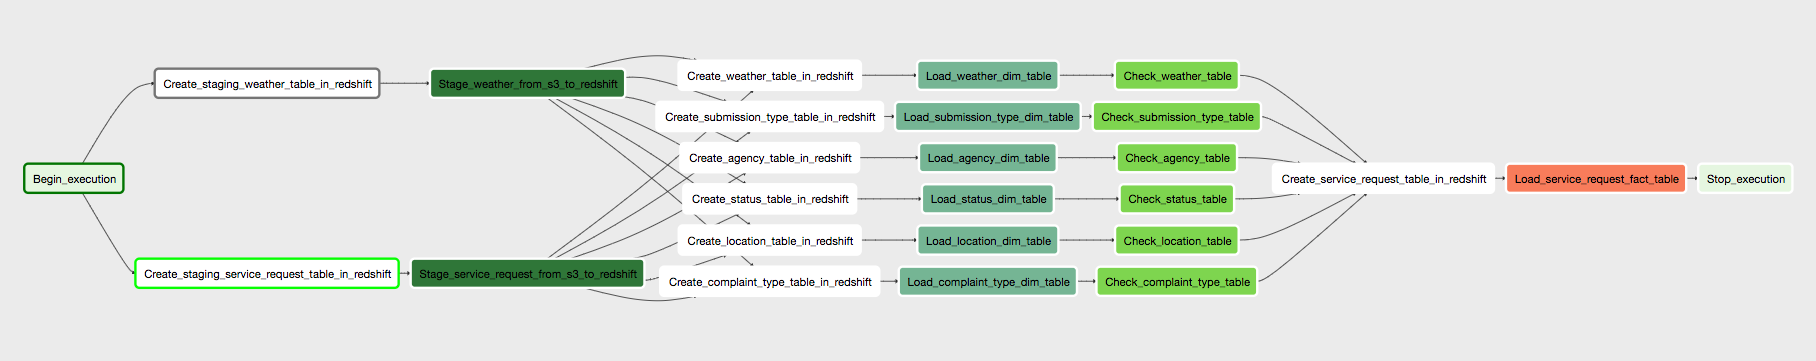 Begin_execution
Create_staging_weather_table_in_redshift
Create_staging_service_request_table_in_redshift
Stage_weather_from_s3_to_redshift
Stage_service_request_from_s3_to_redshift
Create_weather_table_in_redshift
Load_weather_dim_table
Check_weather_table
Create_submission_type_table_in_redshift
Load_submission_type_dim_table
Check_submission_type_table
Create_agency_table_in_redshift
Load_agency_dim_table
Check_agency_table
Create_status_table_in_redshift
Load_status_dim_table
Check_status_table
Create_location_table_in_redshift
Load_location_dim_table
Check_location_table
Create_complaint_type_table_in_redshift
Load_complaint_type_dim_table
Check_complaint_type_table
Create_service_request_table_in_redshift
Load_service_request_fact_table
Stop_execution